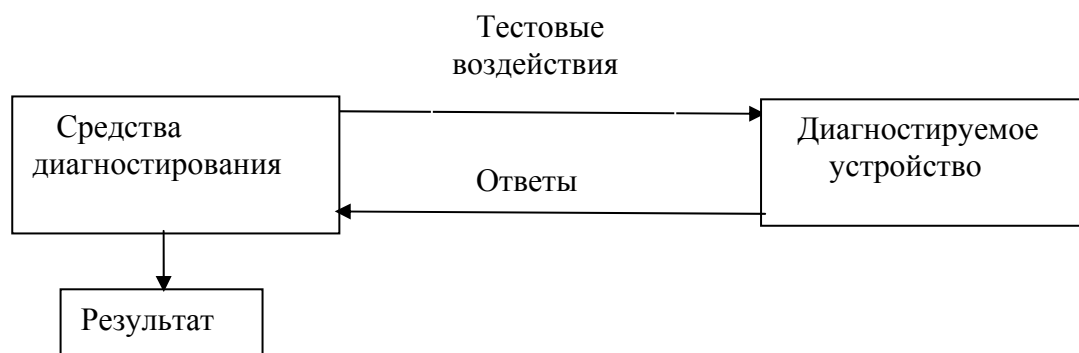 Тестовые
воздействия
Средства
диагностирования
Диагностируемое
устройство
Ответы
Результат